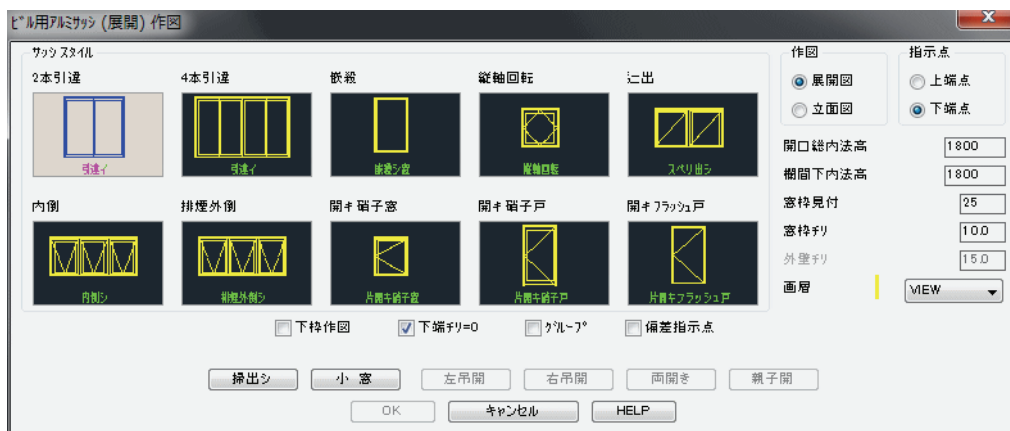 ﾋﾞﾙ用ｱﾙﾐｻｯｼ (展開) 作図
X
ｻｯｼ ｽﾀｲﾙ
2本引違 4本引違 嵌殺 縦軸回転 辷出
引違イ 引違イ 嵌殺シ窓 縦軸回転 スベリ出シ
内倒 排煙外倒 開キ 硝子窓 開キ 硝子戸 開キ ﾌﾗｯｼｭ戸
内倒シ 排煙外倒シ 片開キ硝子窓 片開キ硝子戸 片開キフラッシュ戸
作図
展開図
立面図
指示点
上端点
下端点
開口総内法高 1800
欄間下内法高 1800
窓枠見付 25
窓枠ﾁﾘ 10.0
外壁ﾁﾘ 15.0
画層 VIEW
下枠作図 下端ﾁﾘ=0 ｸﾞﾙｰﾌﾟ 偏差指示点
掃出シ 小 窓 左吊開 右吊開 両開き 親子開
OK ｷｬﾝｾﾙ HELP